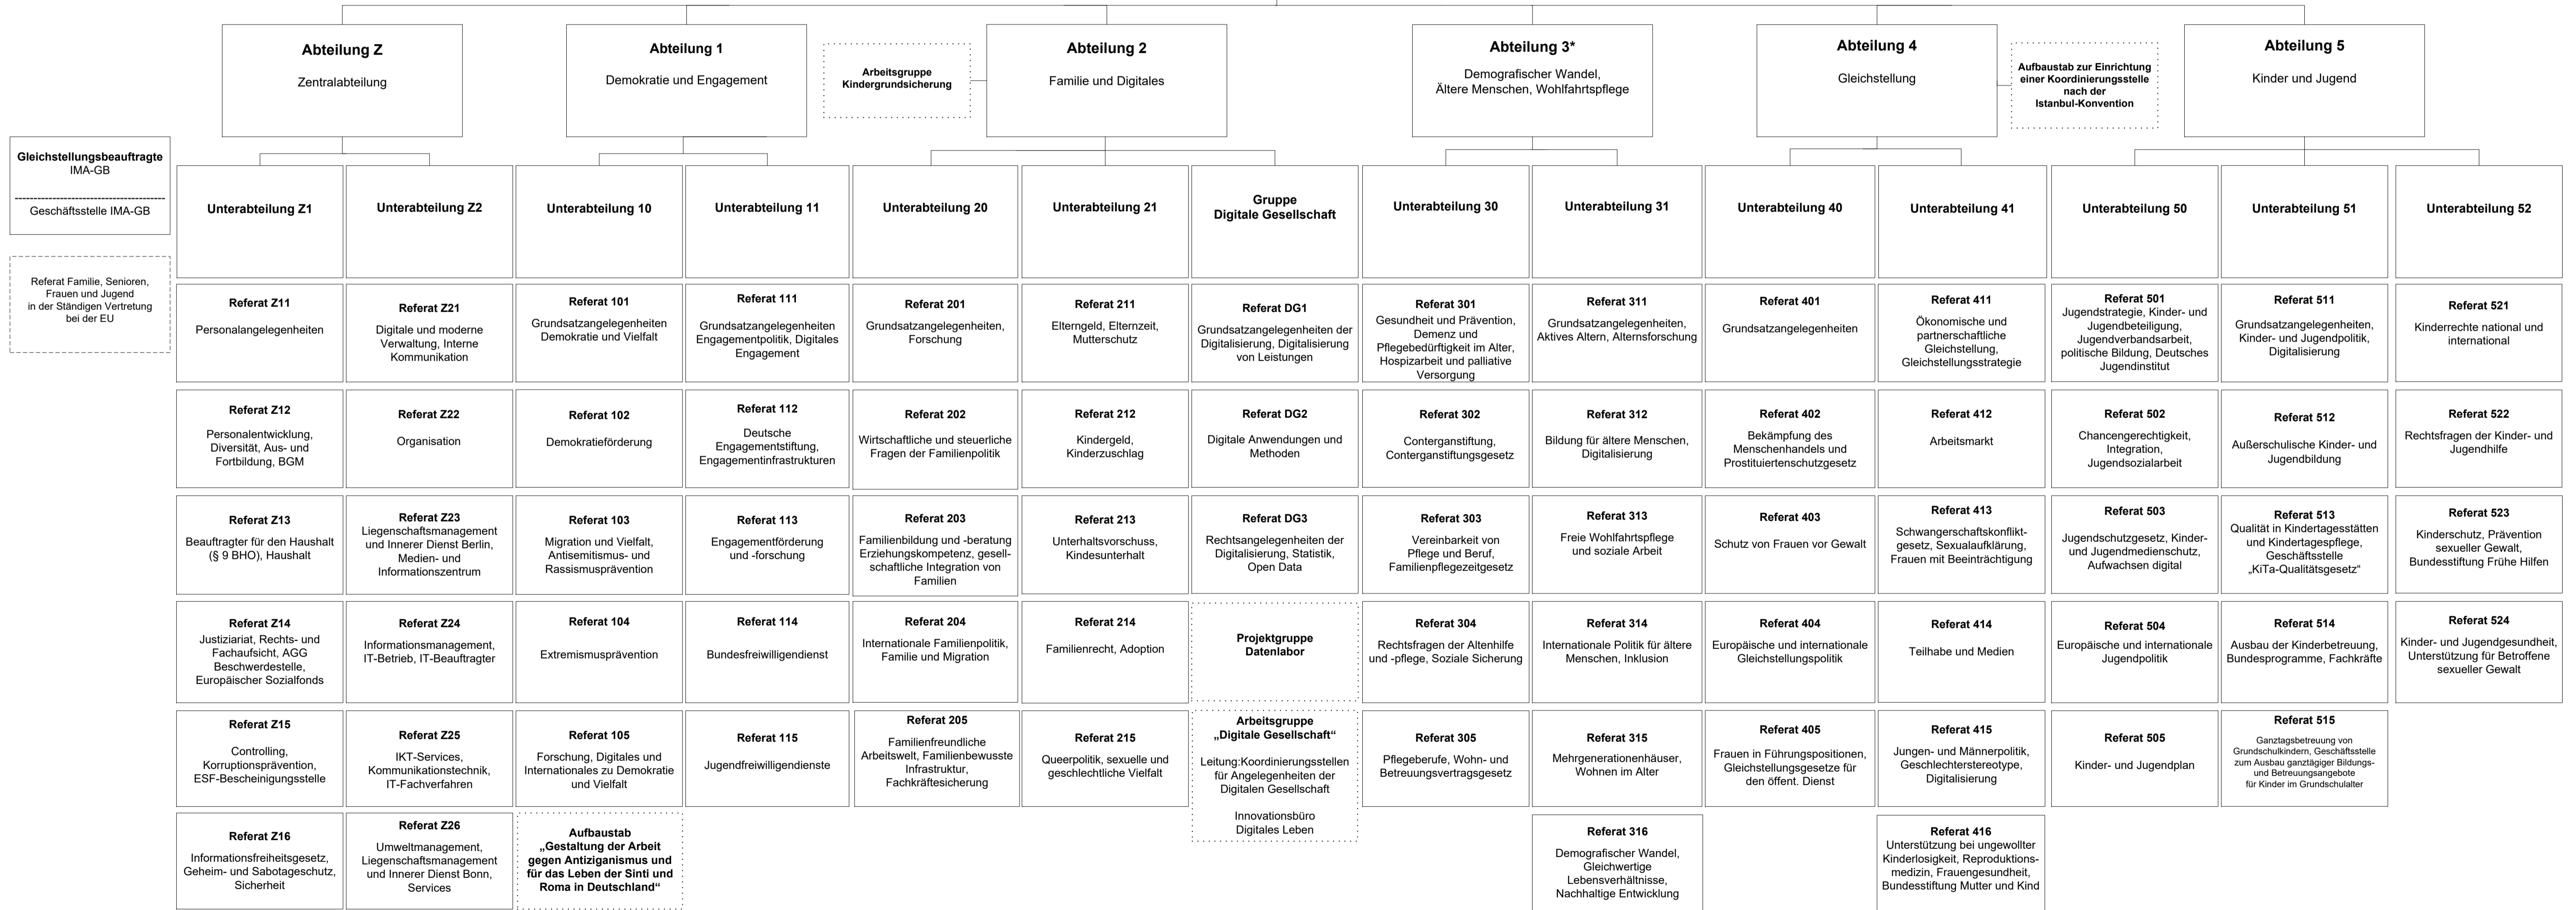 Abteilung Z
Zentralabteilung
Abteilung 1
Demokratie und Engagement
Arbeitsgruppe
Kindergrundsicherung
Abteilung 2
Familie und Digitales
Abteilung 3*
Demografischer Wandel,
Ältere Menschen, Wohlfahrtspflege
Abteilung 4
Gleichstellung
Aufbaustab zur Einrichtung
einer Koordinierungsstelle
nach der
Istanbul-Konvention
Abteilung 5
Kinder und Jugend
Gleichstellungsbeauftragte
IMA-GB
----------------------------------------
Geschäftsstelle IMA-GB
Referat Familie, Senioren,
Frauen und Jugend
in der Ständigen Vertretung
bei der EU
Unterabteilung Z1
Unterabteilung Z2
Unterabteilung 10
Unterabteilung 11
Unterabteilung 20
Unterabteilung 21
Gruppe
Digitale Gesellschaft
Unterabteilung 30
Unterabteilung 31
Unterabteilung 40
Unterabteilung 41
Unterabteilung 50
Unterabteilung 51
Unterabteilung 52
Referat Z11
Personalangelegenheiten
Referat Z21
Digitale und moderne
Verwaltung, Interne
Kommunikation
Referat 101
Grundsatzangelegenheiten
Demokratie und Vielfalt
Referat 111
Grundsatzangelegenheiten
Engagementpolitik, Digitales
Engagement
Referat 201
Grundsatzangelegenheiten,
Forschung
Referat 211
Elterngeld, Elternzeit,
Mutterschutz
Referat DG1
Grundsatzangelegenheiten der
Digitalisierung, Digitalisierung
von Leistungen
Referat 301
Gesundheit und Prävention,
Demenz und
Pflegebedürftigkeit im Alter,
Hospizarbeit und palliative
Versorgung
Referat 311
Grundsatzangelegenheiten,
Aktives Altern, Alternsforschung
Referat 401
Grundsatzangelegenheiten
Referat 411
Ökonomische und
partnerschaftliche
Gleichstellung,
Gleichstellungsstrategie
Referat 501
Jugendstrategie, Kinder- und
Jugendbeteiligung,
Jugendverbandsarbeit,
politische Bildung, Deutsches
Jugendinstitut
Referat 511
Grundsatzangelegenheiten,
Kinder- und Jugendpolitik,
Digitalisierung
Referat 521
Kinderrechte national und
international
Referat Z12
Personalentwicklung,
Diversität, Aus- und
Fortbildung, BGM
Referat Z22
Organisation
Referat 102
Demokratieförderung
Referat 112
Deutsche
Engagementstiftung,
Engagementinfrastrukturen
Referat 202
Wirtschaftliche und steuerliche
Fragen der Familienpolitik
Referat 212
Kindergeld,
Kinderzuschlag
Referat DG2
Digitale Anwendungen und
Methoden
Referat 302
Conterganstiftung,
Conterganstiftungsgesetz
Referat 312
Bildung für ältere Menschen,
Digitalisierung
Referat 402
Bekämpfung des
Menschenhandels und
Prostituiertenschutzgesetz
Referat 412
Arbeitsmarkt
Referat 502
Chancengerechtigkeit,
Integration,
Jugendsozialarbeit
Referat 512
Außerschulische Kinder- und
Jugendbildung
Referat 522
Rechtsfragen der Kinder- und
Jugendhilfe
Referat Z13
Beauftragter für den Haushalt
(§ 9 BHO), Haushalt
Referat Z23
Liegenschaftsmanagement
und Innerer Dienst Berlin,
Medien- und
Informationszentrum
Referat 103
Migration und Vielfalt,
Antisemitismus- und
Rassismusprävention
Referat 113
Engagementförderung
und -forschung
Referat 203
Familienbildung und -beratung
Erziehungskompetenz, gesell-
schaftliche Integration von
Familien
Referat 213
Unterhaltsvorschuss,
Kindesunterhalt
Referat DG3
Rechtsangelegenheiten der
Digitalisierung, Statistik,
Open Data
Referat 303
Vereinbarkeit von
Pflege und Beruf,
Familienpflegezeitgesetz
Referat 313
Freie Wohlfahrtspflege
und soziale Arbeit
Referat 403
Schutz von Frauen vor Gewalt
Referat 413
Schwangerschaftskonflikt-
gesetz, Sexualaufklärung,
Frauen mit Beeinträchtigung
Referat 503
Jugendschutzgesetz, Kinder-
und Jugendmedienschutz,
Aufwachsen digital
Referat 513
Qualität in Kindertagesstätten
und Kindertagespflege,
Geschäftsstelle
„KiTa-Qualitätsgesetz“
Referat 523
Kinderschutz, Prävention
sexueller Gewalt,
Bundesstiftung Frühe Hilfen
Referat Z14
Justiziariat, Rechts- und
Fachaufsicht, AGG
Beschwerdestelle,
Europäischer Sozialfonds
Referat Z24
Informationsmanagement,
IT-Betrieb, IT-Beauftragter
Referat 104
Extremismusprävention
Referat 114
Bundesfreiwilligendienst
Referat 204
Internationale Familienpolitik,
Familie und Migration
Referat 214
Familienrecht, Adoption
Projektgruppe
Datenlabor
Referat 304
Rechtsfragen der Altenhilfe
und -pflege, Soziale Sicherung
Referat 314
Internationale Politik für ältere
Menschen, Inklusion
Referat 404
Europäische und internationale
Gleichstellungspolitik
Referat 414
Teilhabe und Medien
Referat 504
Europäische und internationale
Jugendpolitik
Referat 514
Ausbau der Kinderbetreuung,
Bundesprogramme, Fachkräfte
Referat 524
Kinder- und Jugendgesundheit,
Unterstützung für Betroffene
sexueller Gewalt
Referat Z15
Controlling,
Korruptionsprävention,
ESF-Bescheinigungsstelle
Referat Z25
IKT-Services,
Kommunikationstechnik,
IT-Fachverfahren
Referat 105
Forschung, Digitales und
Internationales zu Demokratie
und Vielfalt
Referat 115
Jugendfreiwilligendienste
Referat 205
Familienfreundliche
Arbeitswelt, Familienbewusste
Infrastruktur,
Fachkräftesicherung
Referat 215
Queerpolitik, sexuelle und
geschlechtliche Vielfalt
Arbeitsgruppe
„Digitale Gesellschaft“
Leitung:Koordinierungsstellen
für Angelegenheiten der
Digitalen Gesellschaft
Innovationsbüro
Digitales Leben
Referat 305
Pflegeberufe, Wohn- und
Betreuungsvertragsgesetz
Referat 315
Mehrgenerationenhäuser,
Wohnen im Alter
Referat 405
Frauen in Führungspositionen,
Gleichstellungsgesetze für
den öffent. Dienst
Referat 415
Jungen- und Männerpolitik,
Geschlechterstereotype,
Digitalisierung
Referat 505
Kinder- und Jugendplan
Referat 515
Ganztagsbetreuung von
Grundschulkindern, Geschäftsstelle
zum Ausbau ganztägiger Bildungs-
und Betreuungsangebote
für Kinder im Grundschulalter
Referat Z16
Informationsfreiheitsgesetz,
Geheim- und Sabotageschutz,
Sicherheit
Referat Z26
Umweltmanagement,
Liegenschaftsmanagement
und Innerer Dienst Bonn,
Services
Aufbaustab
„Gestaltung der Arbeit
gegen Antiziganismus und
für das Leben der Sinti und
Roma in Deutschland“
Referat 316
Demografischer Wandel,
Gleichwertige
Lebensverhältnisse,
Nachhaltige Entwicklung
Referat 416
Unterstützung bei ungewollter
Kinderlosigkeit, Reproduktions-
medizin, Frauengesundheit,
Bundesstiftung Mutter und Kind